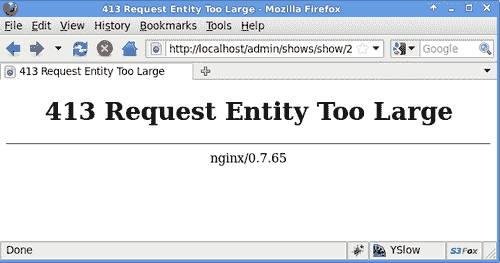 413 Request Entity Too Large - Mozilla Firefox
File Edit View History Bookmarks Tools Help
http://localhost/admin/shows/show/2
Google
413 Request Entity Too Large
413 Request Entity Too Large
nginx/0.7.65
Done
YSlow
S3Fox